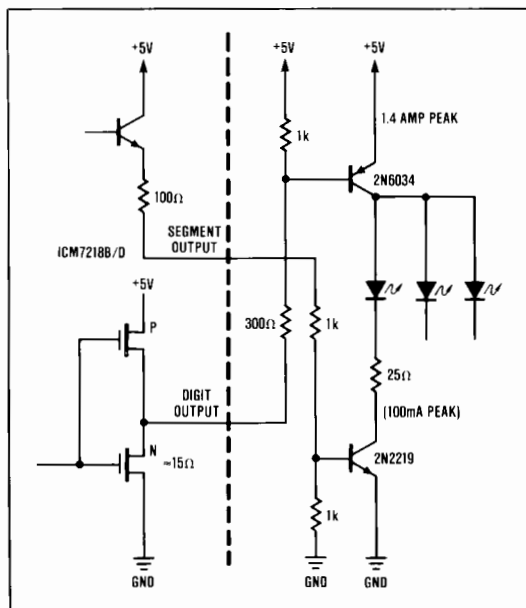 +5V
+5V
+5V
1.4 AMP PEAK
1k
2N6034
100Ω
SEGMENT
OUTPUT
ICM7218B/D
+5V
P
300Ω
1k
25Ω
DIGIT
OUTPUT
(100mA PEAK)
N
≈15Ω
2N2219
1k
GND
GND
GND